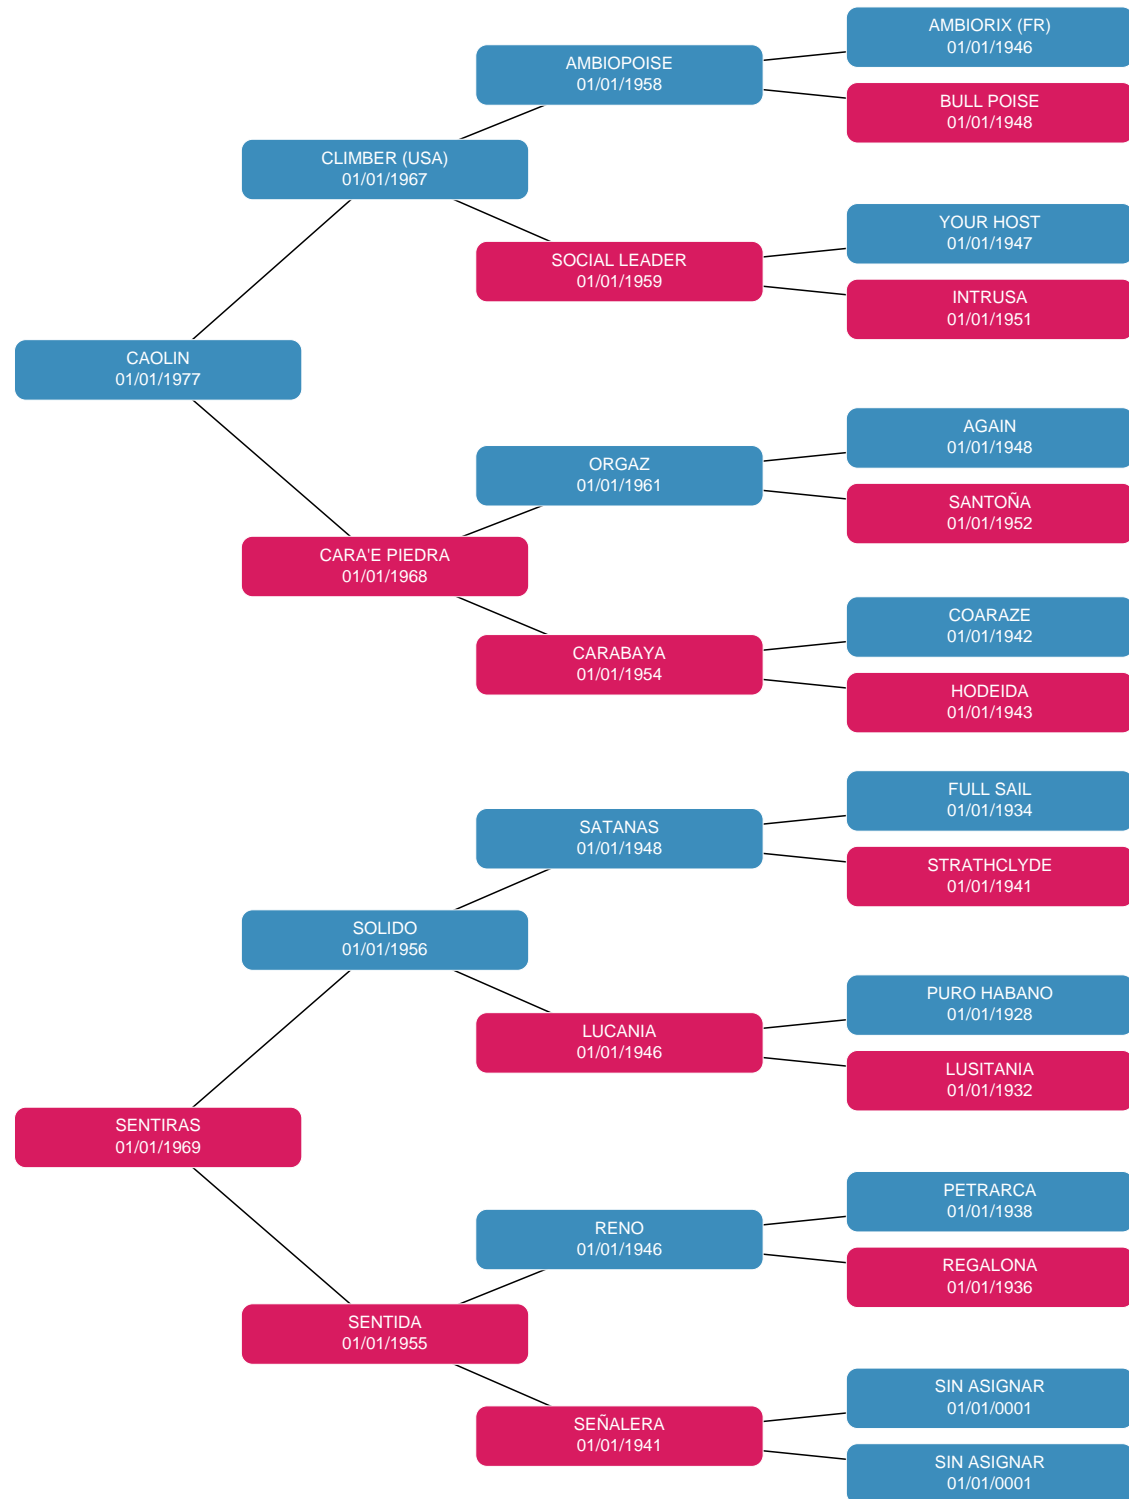 AMBIORIX (FR)
01/01/1946
AMBIOPOISE
01/01/1958
BULL POISE
01/01/1948
CLIMBER (USA)
01/01/1967
YOUR HOST
01/01/1947
SOCIAL LEADER
01/01/1959
INTRUSA
01/01/1951
CAOLIN
01/01/1977
AGAIN
01/01/1948
ORGAZ
01/01/1961
SANTOÑA
01/01/1952
CARA'E PIEDRA
01/01/1968
COARAZE
01/01/1942
CARABAYA
01/01/1954
HODEIDA
01/01/1943
FULL SAIL
01/01/1934
SATANAS
01/01/1948
STRATHCLYDE
01/01/1941
SOLIDO
01/01/1956
PURO HABANO
01/01/1928
LUCANIA
01/01/1946
LUSITANIA
01/01/1932
SENTIRAS
01/01/1969
PETRARCA
01/01/1938
RENO
01/01/1946
REGALONA
01/01/1936
SENTIDA
01/01/1955
SIN ASIGNAR
01/01/0001
SEÑALERA
01/01/1941
SIN ASIGNAR
01/01/0001